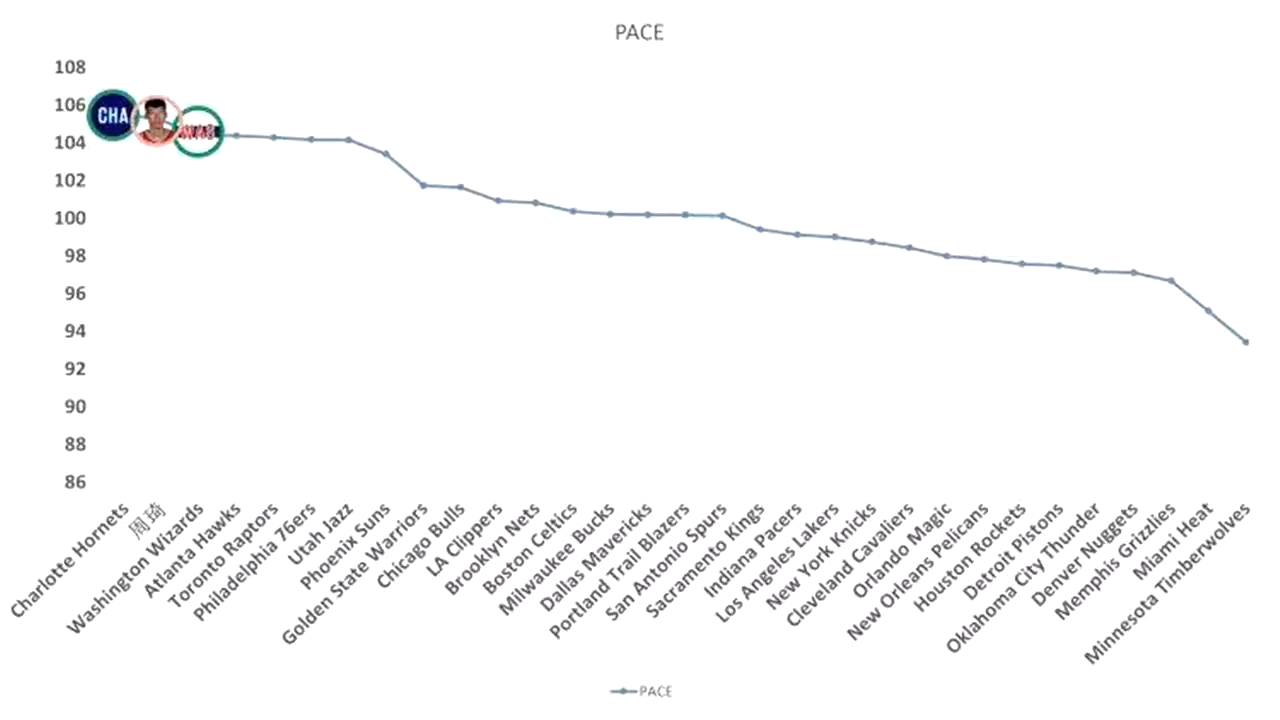 PACE
108
106
104
102
100
98
96
94
92
90
88
86
CHA
WAS
Charlotte Hornets
周琦
Washington Wizards
Atlanta Hawks
Toronto Raptors
Philadelphia 76ers
Utah Jazz
Phoenix Suns
Golden State Warriors
Chicago Bulls
LA Clippers
Brooklyn Nets
Boston Celtics
Milwaukee Bucks
Dallas Mavericks
Portland Trail Blazers
San Antonio Spurs
Sacramento Kings
Indiana Pacers
Los Angeles Lakers
New York Knicks
Cleveland Cavaliers
Orlando Magic
New Orleans Pelicans
Houston Rockets
Detroit Pistons
Oklahoma City Thunder
Denver Nuggets
Memphis Grizzlies
Miami Heat
Minnesota Timberwolves
PACE